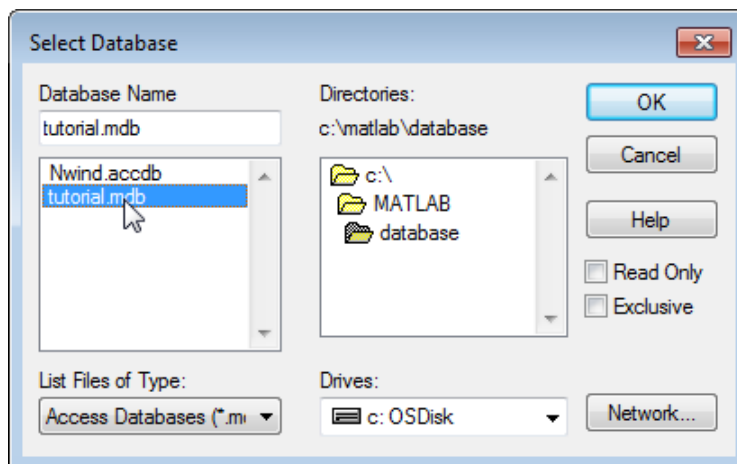 Select Database
Database Name
tutorial.mdb
Nwind.accdb
tutorial.mdb
List Files of Type:
Access Databases (*.m
Directories:
c:\matlab\database
c:\
MATLAB
database
Drives:
c: OSDisk
OK
Cancel
Help
Read Only
Exclusive
Network...